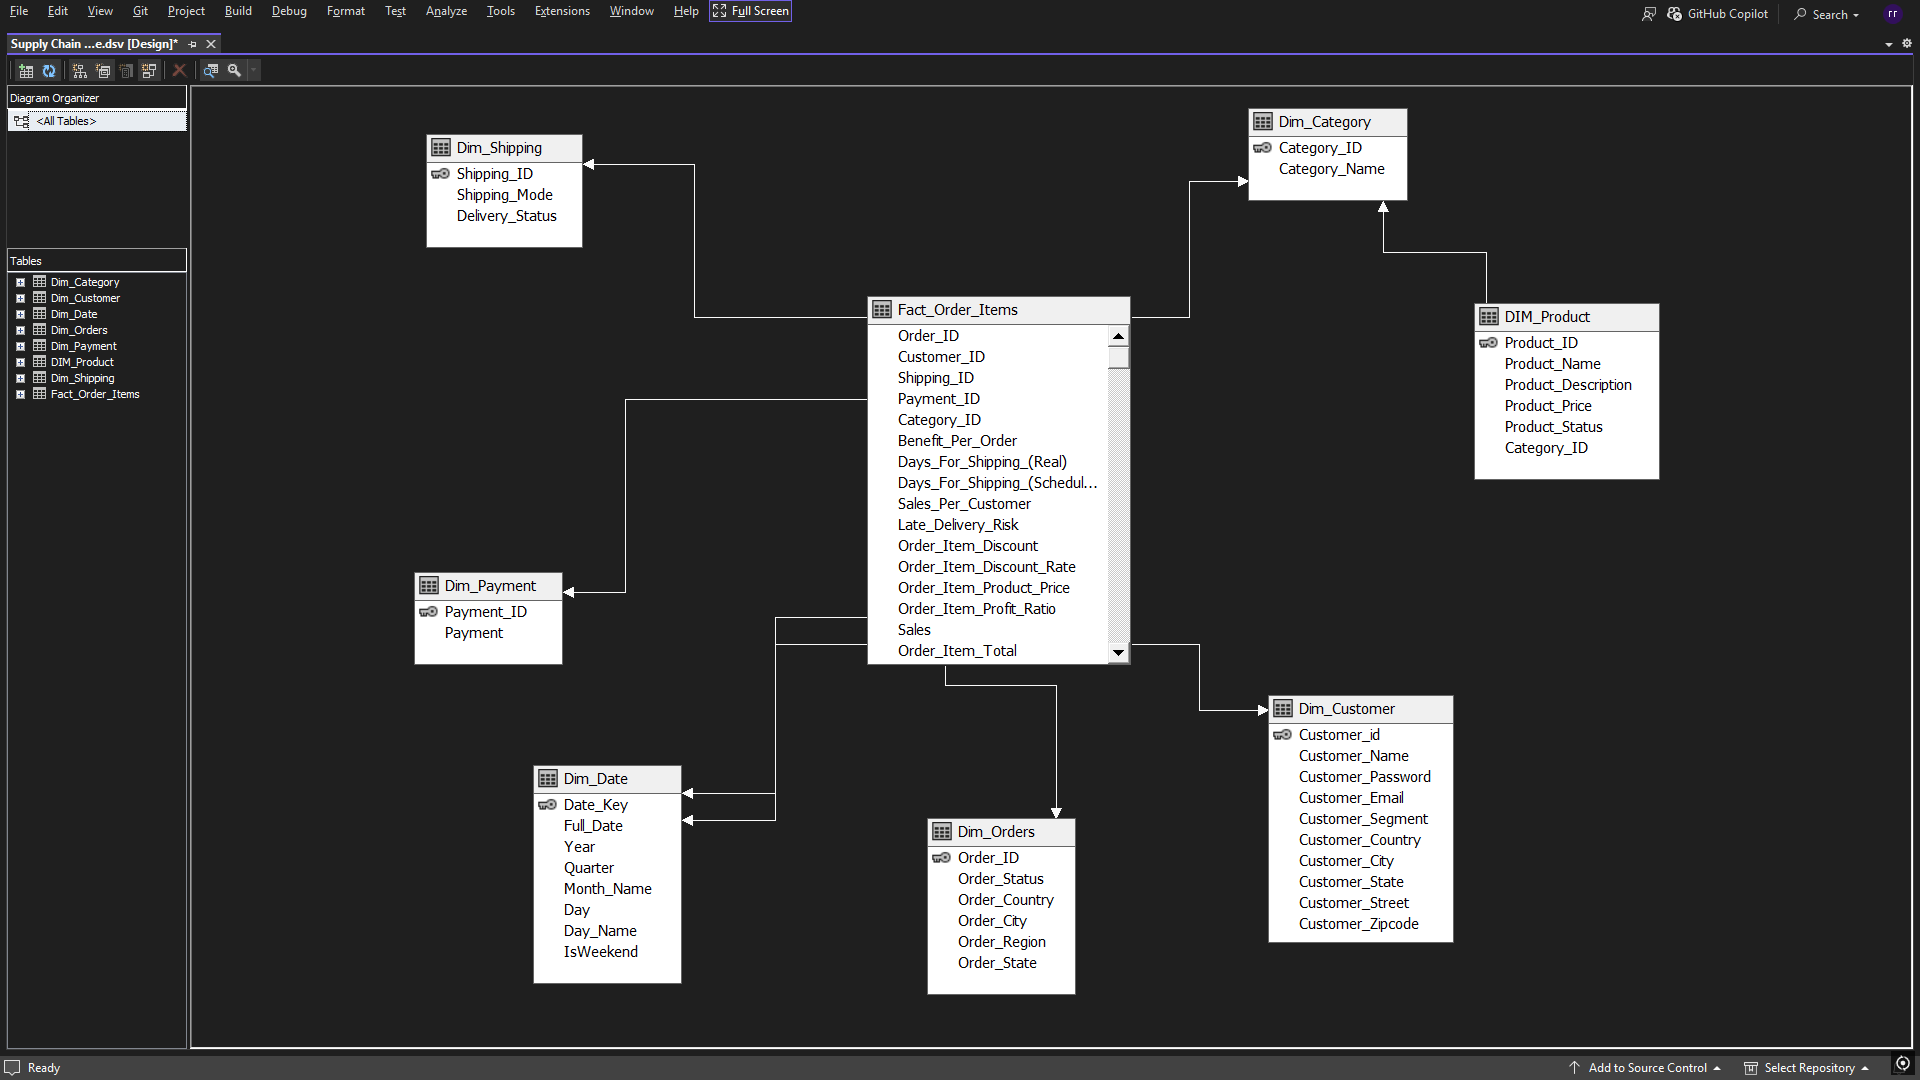 File Edit View Git Project Build Debug Format Test Analyze Tools Extensions Window Help Full Screen GitHub Copilot Search rr
Supply Chain ...e.dsv [Design]*
Diagram Organizer
<All Tables>
Tables
Dim_Category
Dim_Customer
Dim_Date
Dim_Orders
Dim_Payment
DIM_Product
Dim_Shipping
Fact_Order_Items
Dim_Shipping
Shipping_ID
Shipping_Mode
Delivery_Status
Dim_Category
Category_ID
Category_Name
Fact_Order_Items
Order_ID
Customer_ID
Shipping_ID
Payment_ID
Category_ID
Benefit_Per_Order
Days_For_Shipping_(Real)
Days_For_Shipping_(Schedul...
Sales_Per_Customer
Late_Delivery_Risk
Order_Item_Discount
Order_Item_Discount_Rate
Order_Item_Product_Price
Order_Item_Profit_Ratio
Sales
Order_Item_Total
DIM_Product
Product_ID
Product_Name
Product_Description
Product_Price
Product_Status
Category_ID
Dim_Payment
Payment_ID
Payment
Dim_Date
Date_Key
Full_Date
Year
Quarter
Month_Name
Day
Day_Name
IsWeekend
Dim_Orders
Order_ID
Order_Status
Order_Country
Order_City
Order_Region
Order_State
Dim_Customer
Customer_id
Customer_Name
Customer_Password
Customer_Email
Customer_Segment
Customer_Country
Customer_City
Customer_State
Customer_Street
Customer_Zipcode
Ready Add to Source Control Select Repository